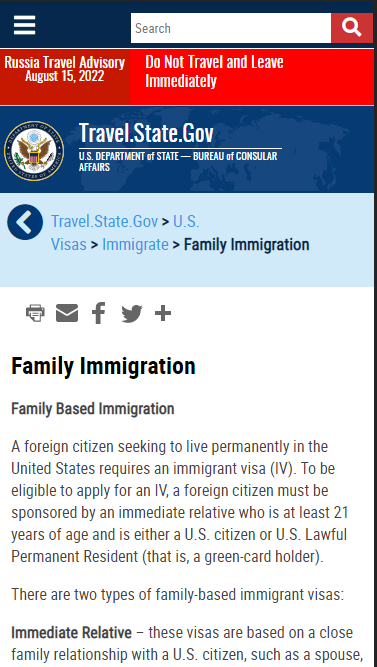 Search
Russia Travel Advisory
August 15, 2022
Do Not Travel and Leave
Immediately
Travel.State.Gov
U.S. DEPARTMENT of STATE — BUREAU of CONSULAR
AFFAIRS
Travel.State.Gov > U.S.
Visas > Immigrate > Family Immigration
Family Immigration
Family Based Immigration
A foreign citizen seeking to live permanently in the
United States requires an immigrant visa (IV). To be
eligible to apply for an IV, a foreign citizen must be
sponsored by an immediate relative who is at least 21
years of age and is either a U.S. citizen or U.S. Lawful
Permanent Resident (that is, a green-card holder).
There are two types of family-based immigrant visas:
Immediate Relative – these visas are based on a close
family relationship with a U.S. citizen, such as a spouse,